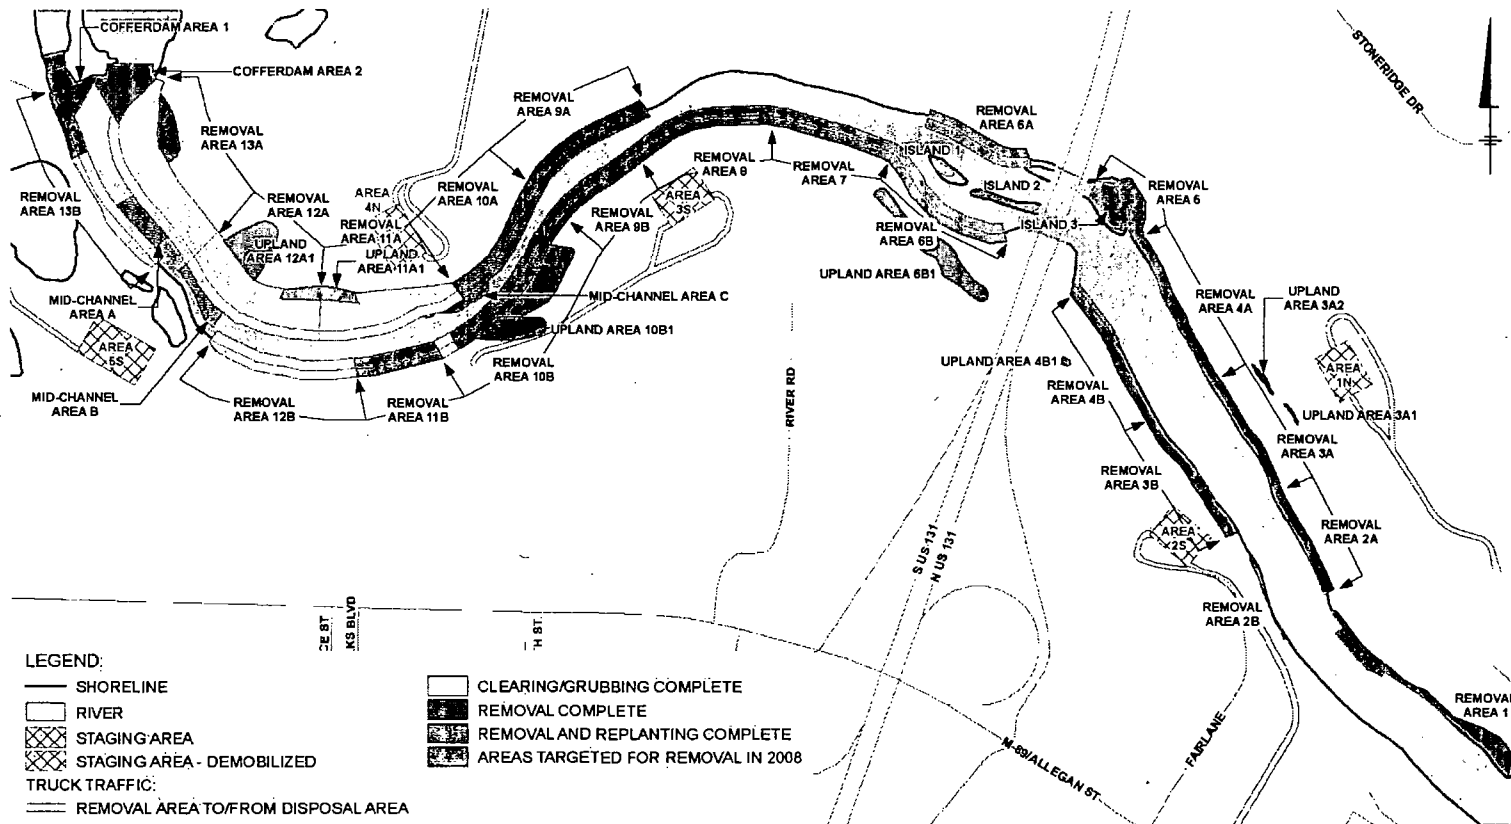 COFFERDAM AREA 1
COFFERDAM AREA 2
REMOVAL
AREA 13A
REMOVAL
AREA 13B
REMOVAL
AREA 12A
UPLAND
AREA 12A1
AREA
4N
REMOVAL
AREA 11A
UPLAND
AREA 11A1
REMOVAL
AREA 10A
REMOVAL
AREA 9A
REMOVAL
AREA 9B
REMOVAL
AREA 8
AREA
3S
REMOVAL
AREA 7
ISLAND 1
REMOVAL
AREA 6A
ISLAND 2
ISLAND 3
REMOVAL
AREA 6
REMOVAL
AREA 6B
UPLAND AREA 6B1
STONERIDGE DR
MID-CHANNEL
AREA A
AREA
MID-CHANNEL
AREA B
MID-CHANNEL AREA C
UPLAND AREA 10B1
REMOVAL
AREA 10B
REMOVAL
AREA 11B
REMOVAL
AREA 12B
RIVER RD
UPLAND AREA 4B1
REMOVAL
AREA 4B
REMOVAL
AREA 4A
UPLAND
AREA 3A2
AREA
1N
UPLAND AREA 3A1
REMOVAL
AREA 3A
REMOVAL
AREA 3B
AREA
2S
REMOVAL
AREA 2A
REMOVAL
AREA 2B
REMOVAL
AREA 1
S US 131
N US 131
CE ST
KS BLVD
H ST.
M-89/ALLEGAN ST
FAIRLANE
LEGEND:
SHORELINE
RIVER
STAGING AREA
STAGING AREA - DEMOBILIZED
TRUCK TRAFFIC:
REMOVAL AREA TO/FROM DISPOSAL AREA
CLEARING/GRUBBING COMPLETE
REMOVAL COMPLETE
REMOVAL AND REPLANTING COMPLETE
AREAS TARGETED FOR REMOVAL IN 2008